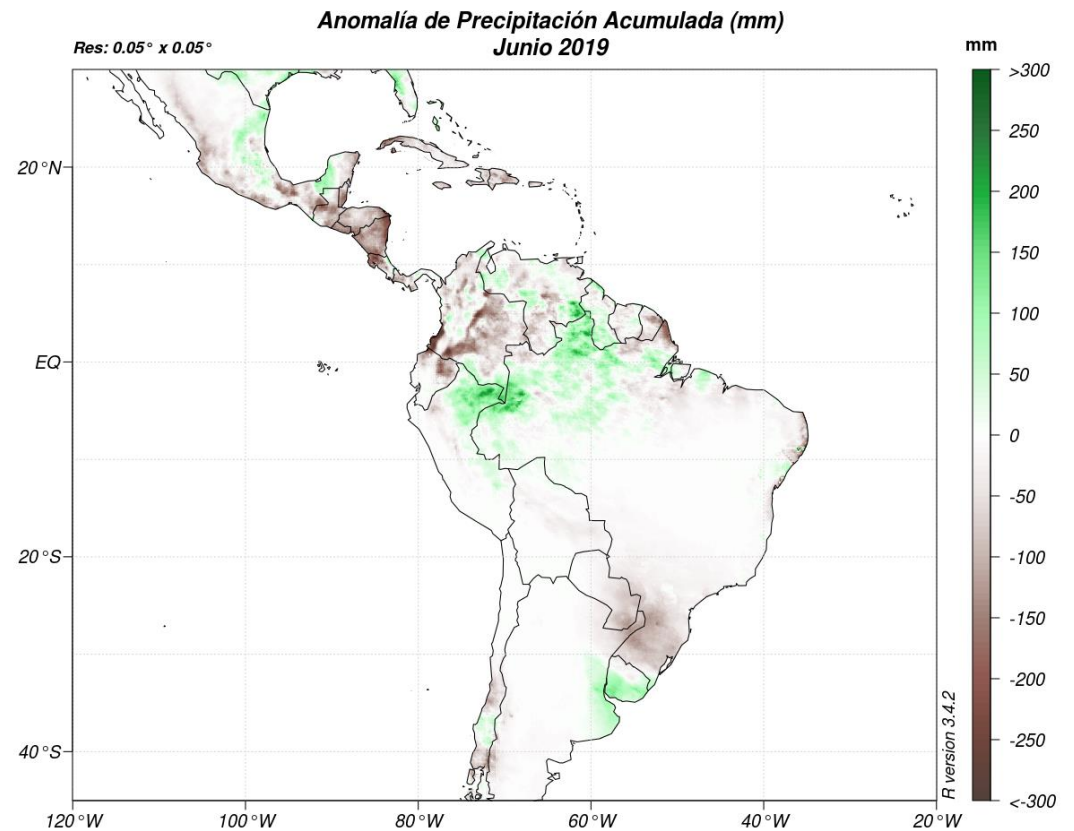 Anomalía de Precipitación Acumulada (mm)
Junio 2019
Res: 0.05° x 0.05°
mm
>300
250
200
150
100
50
0
-50
-100
-150
-200
-250
<-300
20°N
EQ
20°S
40°S
120°W
100°W
80°W
60°W
40°W
20°W
R version 3.4.2